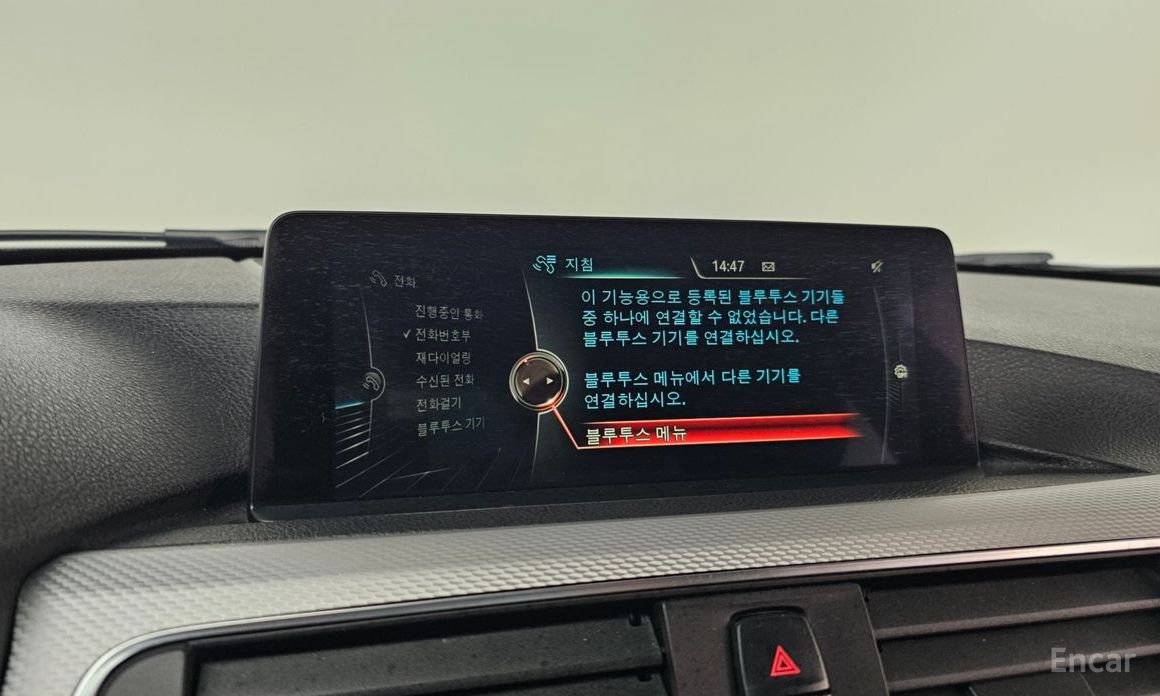 전화
진행중인 통화
전화번호부
재다이얼링
수신된 전화
전화걸기
블루투스 기기
지침
14:47
이 기능용으로 등록된 블루투스 기기들
중 하나에 연결할 수 없었습니다. 다른
블루투스 기기를 연결하십시오.
블루투스 메뉴에서 다른 기기를
연결하십시오.
블루투스 메뉴
Encar